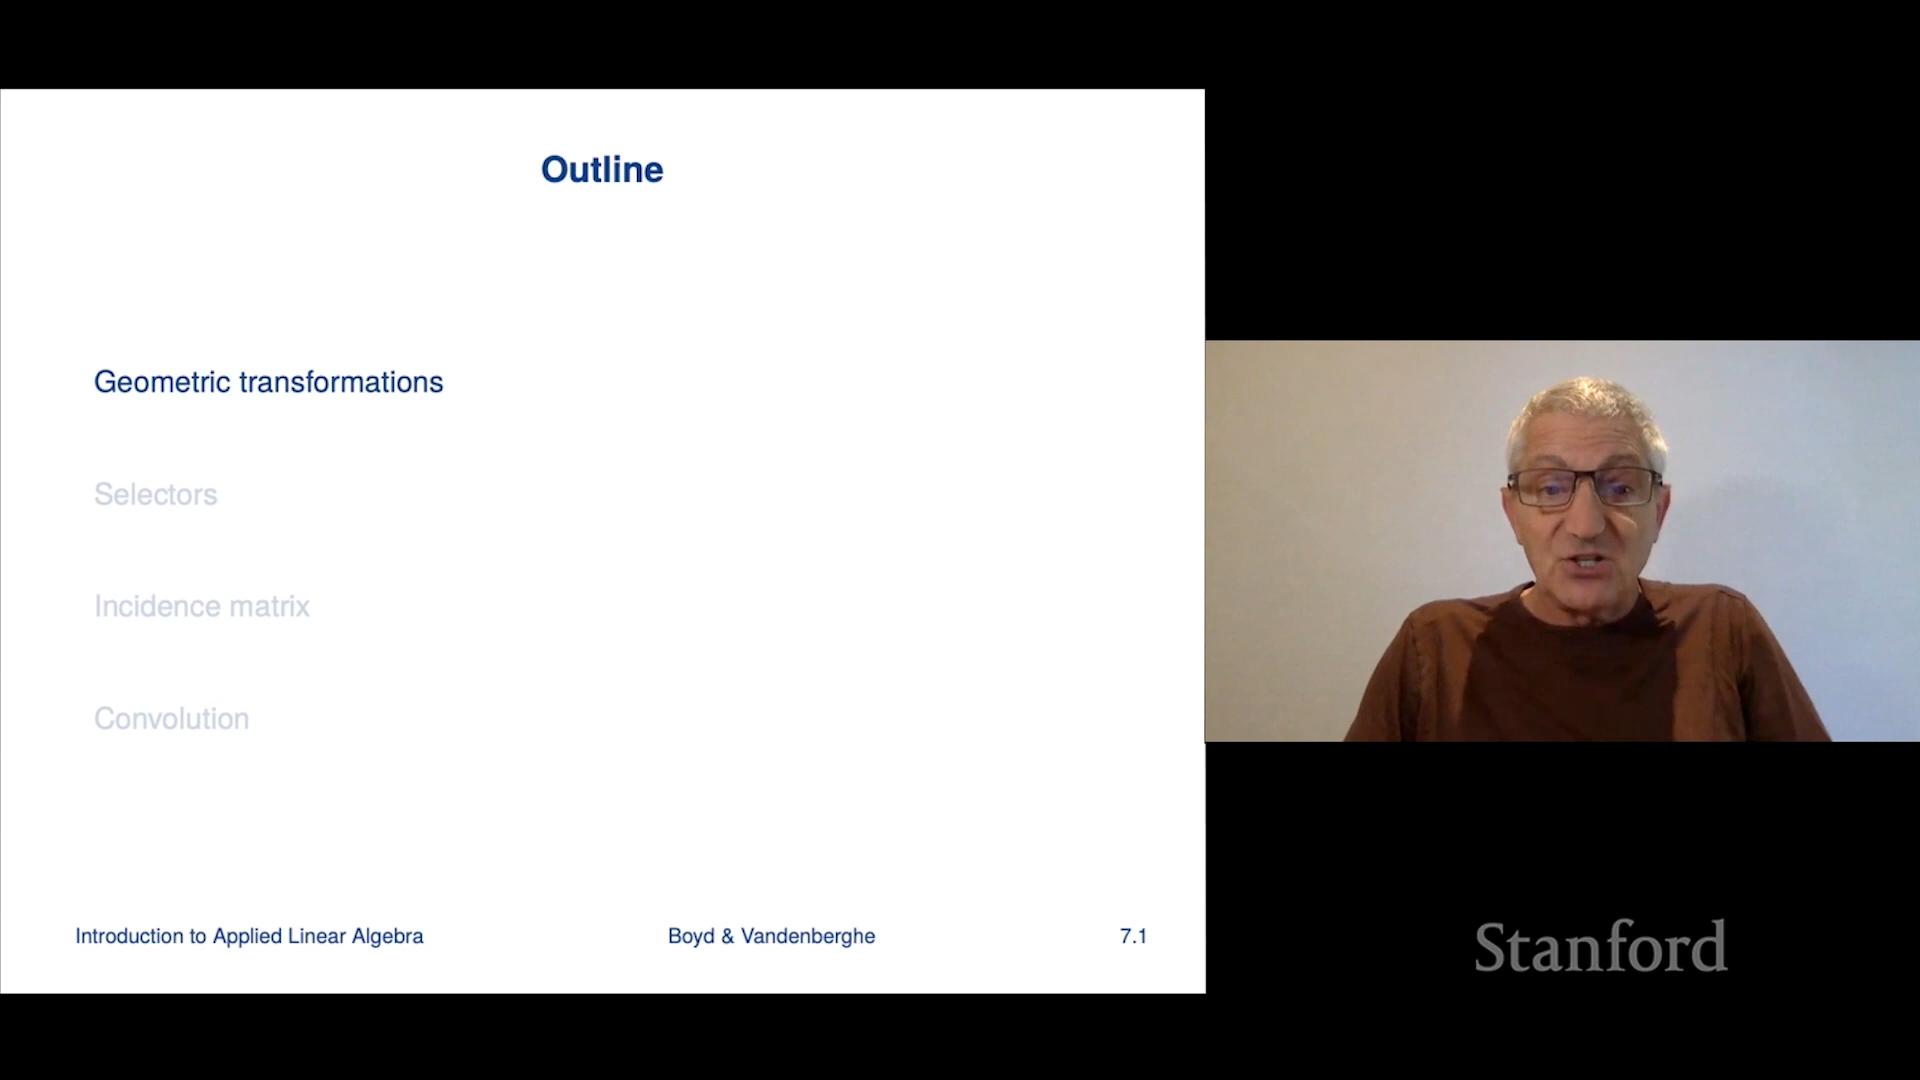 Outline
Geometric transformations
Selectors
Incidence matrix
Convolution
Introduction to Applied Linear Algebra Boyd & Vandenberghe 7.1
Stanford